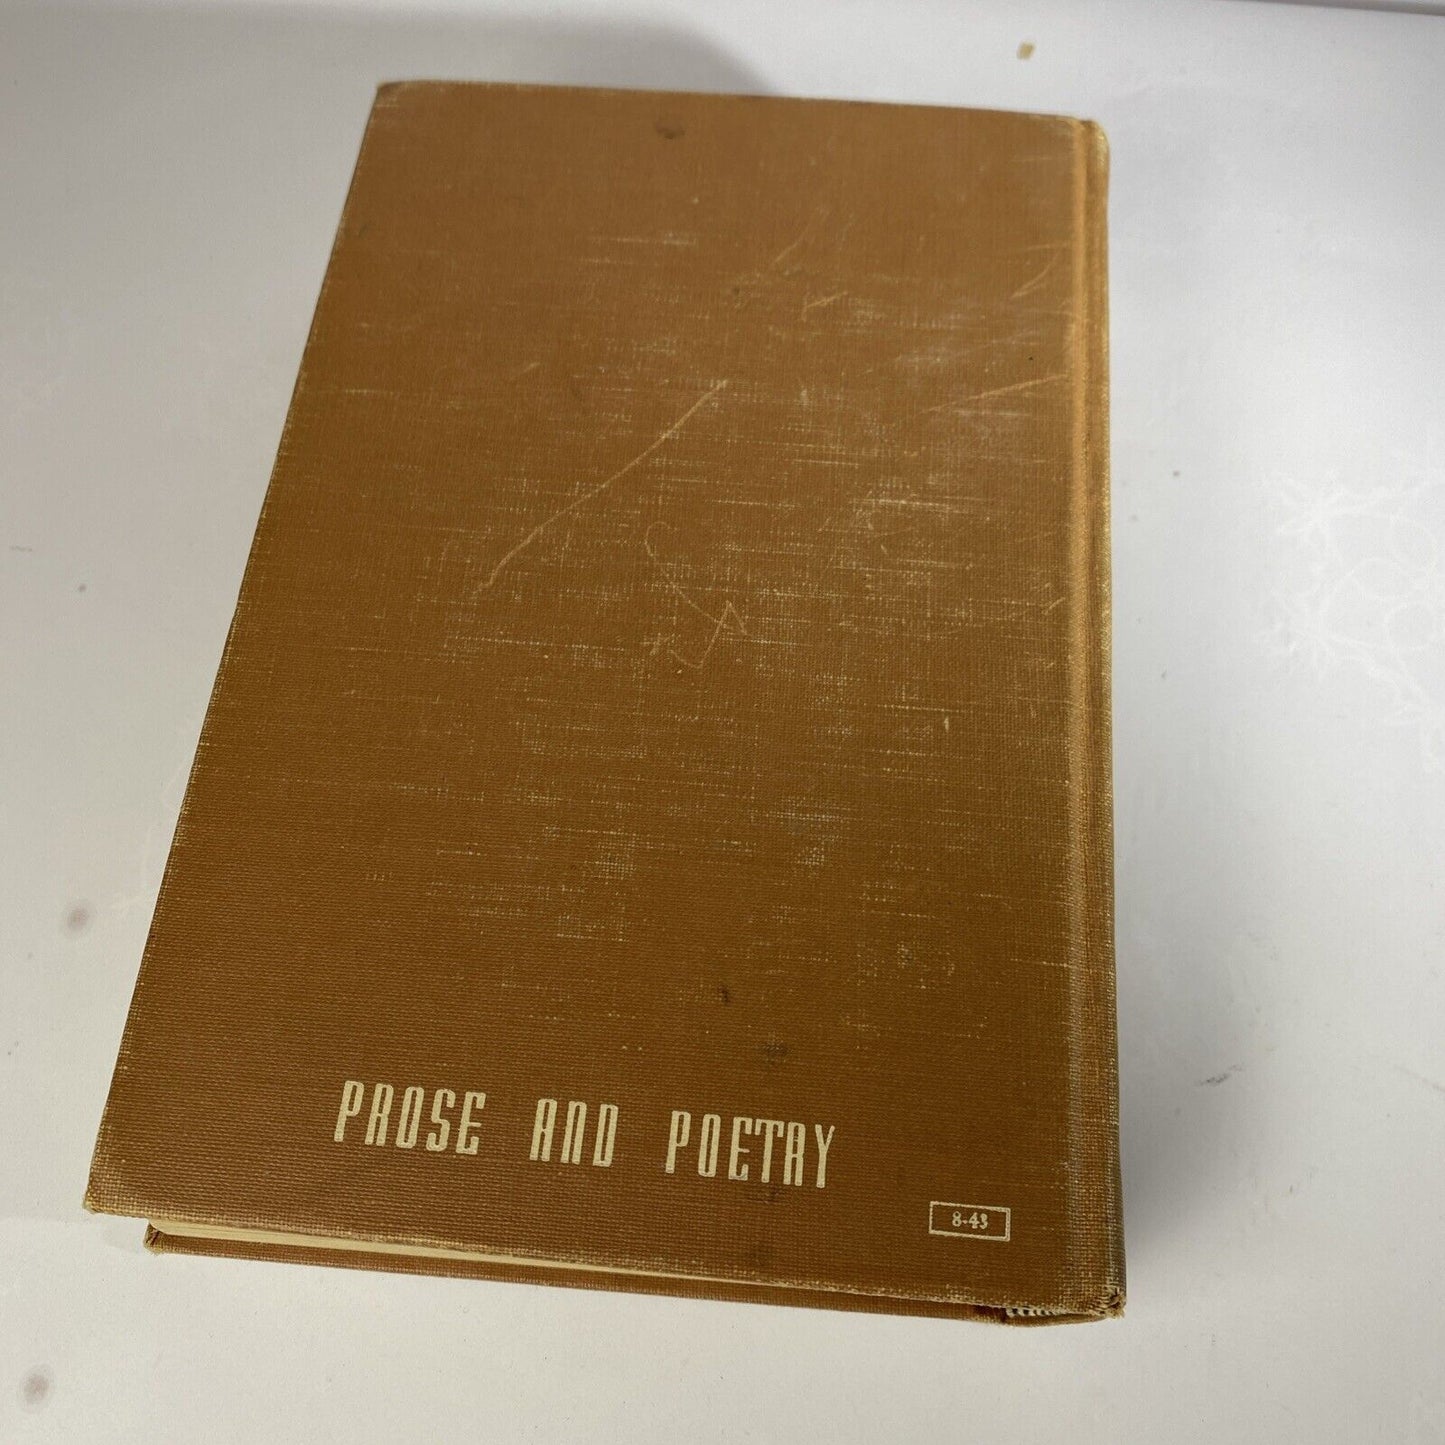 PROSE AND POETRY
8-43